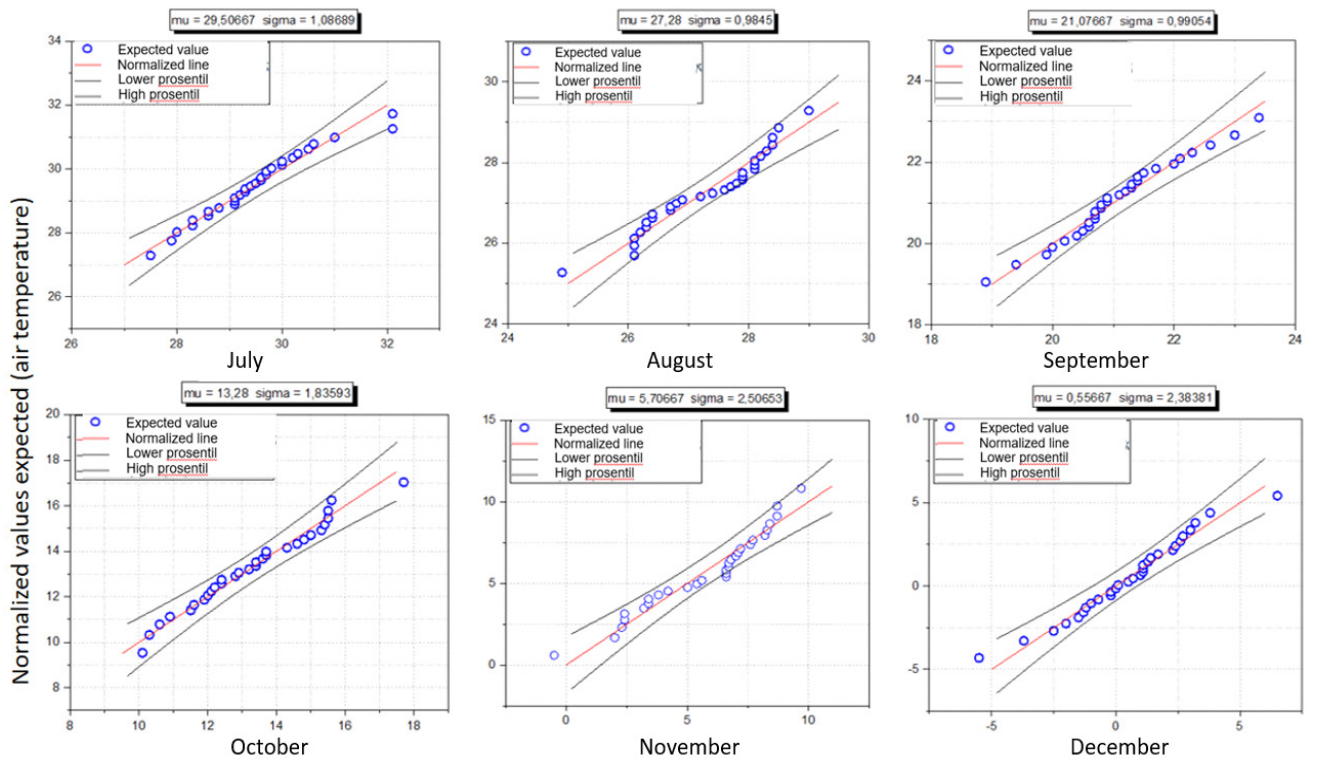 mu = 29,50667 sigma = 1,08689
34
32
30
28
26
Expected value
Normalized line
Lower prosentil
High prosentil
26 28 30 32
July
mu = 27,28 sigma = 0,9845
30
28
26
24
Expected value
Normalized line
Lower prosentil
High prosentil
24 26 28 30
August
mu = 21,07667 sigma = 0,99054
24
22
20
18
Expected value
Normalized line
Lower prosentil
High prosentil
18 20 22 24
September
Normalized values expected (air temperature)
mu = 13,28 sigma = 1,83593
20
18
16
14
12
10
8
Expected value
Normalized line
Lower prosentil
High prosentil
8 10 12 14 16 18
October
mu = 5,70667 sigma = 2,50653
15
10
5
0
Expected value
Normalized line
Lower prosentil
High prosentil
0 5 10
November
mu = 0,55667 sigma = 2,38381
10
5
0
-5
Expected value
Normalized line
Lower prosentil
High prosentil
-5 0 5
December